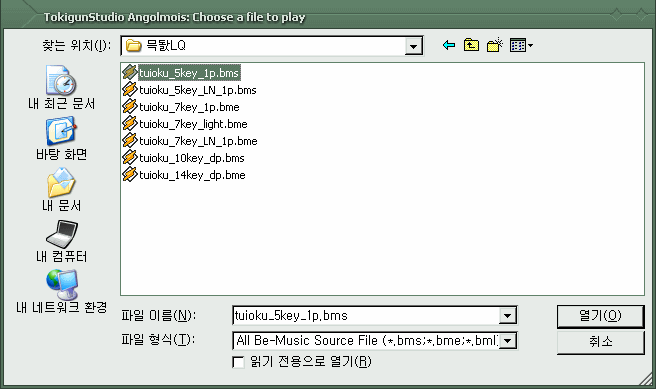 TokigunStudio Angolmois: Choose a file to play
찾는 위치(I):
내 최근 문서
바탕 화면
내 문서
내 컴퓨터
내 네트워크 환경
tuioku_5key_1p.bms
tuioku_5key_LN_1p.bms
tuioku_7key_1p.bme
tuioku_7key_light.bme
tuioku_7key_LN_1p.bme
tuioku_10key_dp.bms
tuioku_14key_dp.bme
파일 이름(N): tuioku_5key_1p.bms 열기(O)
파일 형식(T): All Be-Music Source File (*.bms;*.bme;*.bml) 취소
읽기 전용으로 열기(R)